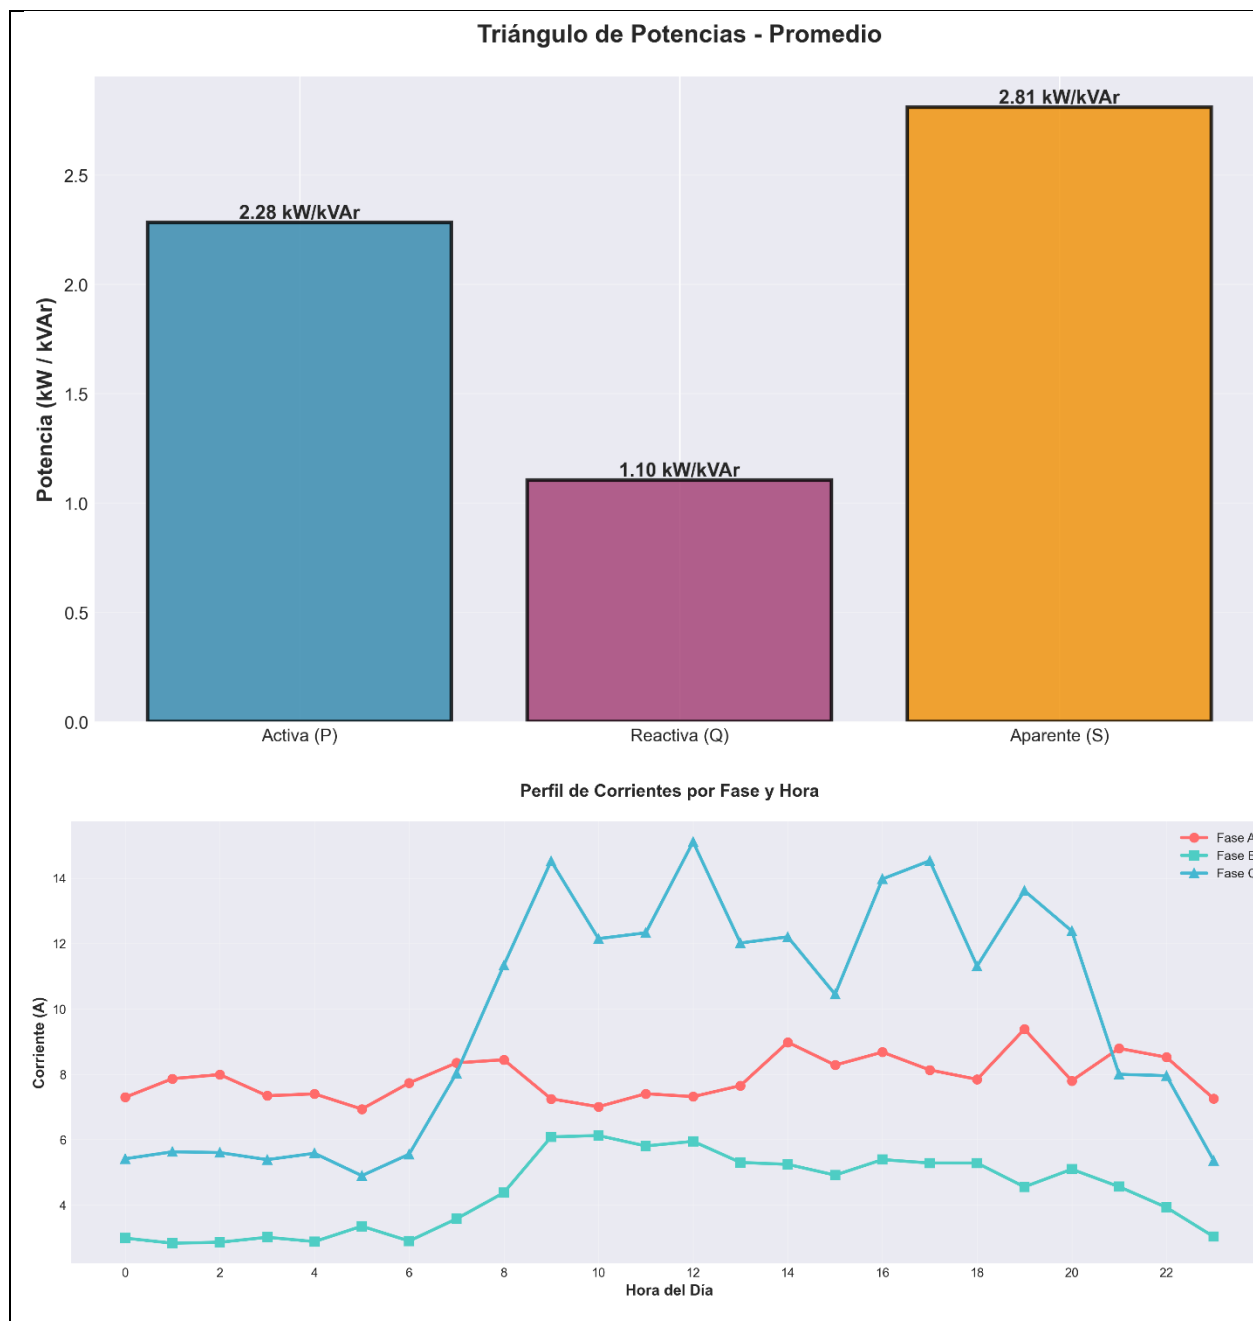 Triángulo de Potencias - Promedio
2.81 kW/kVAr
2.28 kW/kVAr
1.10 kW/kVAr
Potencia (kW / kVAr)
2.5
2.0
1.5
1.0
0.5
0.0
Activa (P)
Reactiva (Q)
Aparente (S)
Perfil de Corrientes por Fase y Hora
Fase A
Fase
Fase
Corriente (A)
14
12
10
8
6
4
0 2 4 6 8 10 12 14 16 18 20 22
Hora del Día